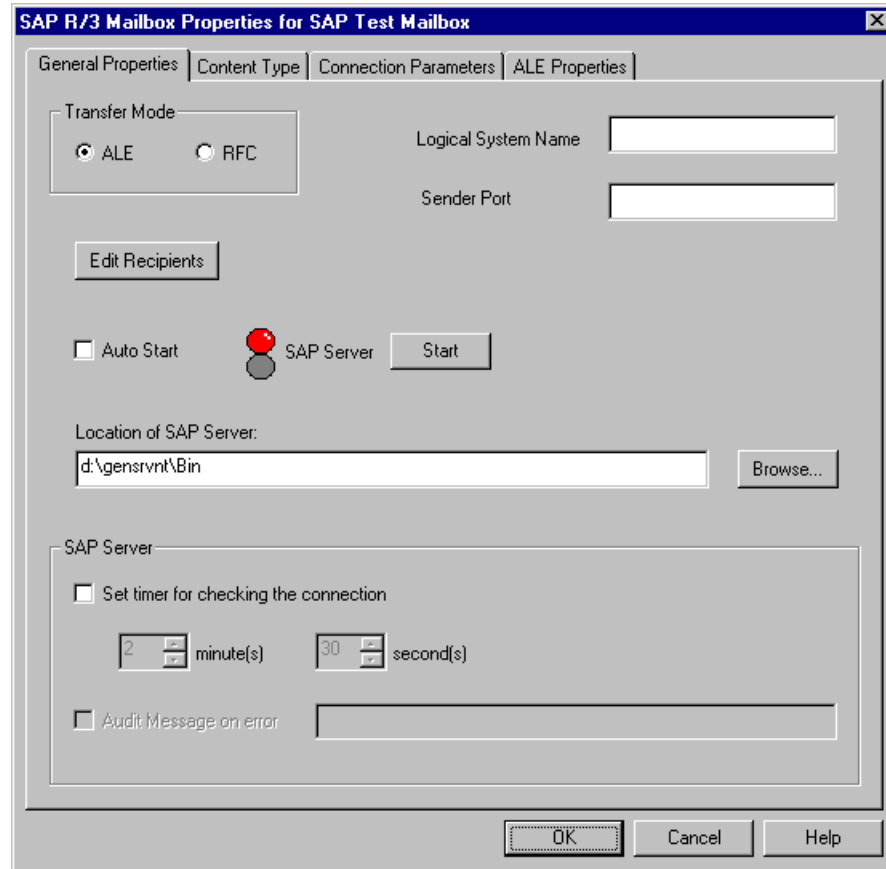 SAP R/3 Mailbox Properties for SAP Test Mailbox
General Properties Content Type Connection Parameters ALE Properties
Transfer Mode
ALE RFC
Logical System Name
Sender Port
Edit Recipients
Auto Start SAP Server Start
Location of SAP Server:
d:\gensrvnt\Bin Browse...
SAP Server
Set timer for checking the connection
2 minute(s) 30 second(s)
Audit Message on error
OK Cancel Help